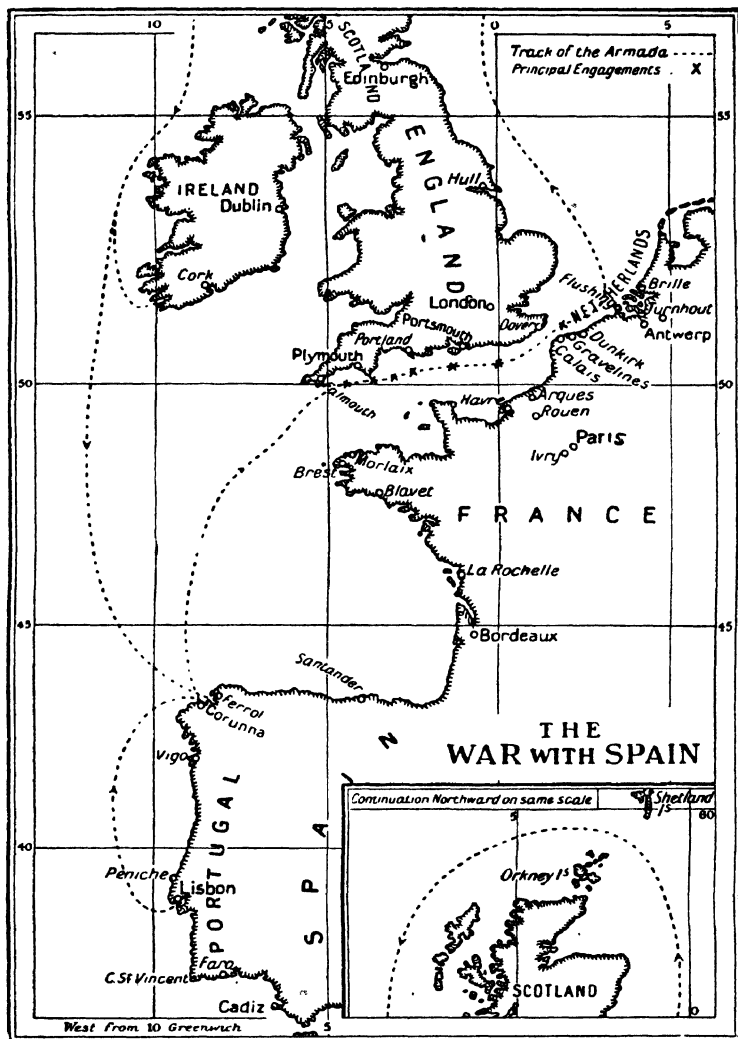 10
5
0
5
Track of the Armada
Principal Engagements X
SCOTLAND
Edinburgh
55
55
ENGLAND
Hull
IRELAND
Dublin
Cork
London
NETHERLANDS
Flushing
Brille
Turnhout
Antwerp
Portsmouth
Dover
Portland
Plymouth
Falmouth
Dunkirk
Gravelines
Calais
50
50
Havre
Arques
Rouen
Paris
Ivry
Morlaix
Brest
Blavet
FRANCE
La Rochelle
45
45
Bordeaux
Santander
Ferrol
Corunna
Vigo
THE
WAR WITH SPAIN
PORTUGAL
SPAIN
40
Peniche
Lisbon
Faro
C. St Vincent
Cadiz
West from 10 Greenwich
5
Continuation Northward on same scale
Shetland
Is
60
5
Orkney Is
SCOTLAND
0